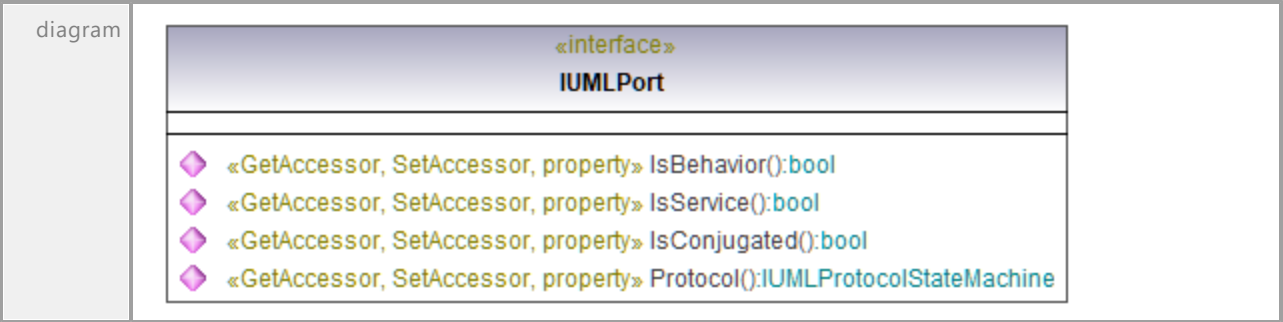 diagram
«interface»
IUMLPort
«GetAccessor, SetAccessor, property» IsBehavior():bool
«GetAccessor, SetAccessor, property» IsService():bool
«GetAccessor, SetAccessor, property» IsConjugated():bool
«GetAccessor, SetAccessor, property» Protocol():IUMLProtocolStateMachine